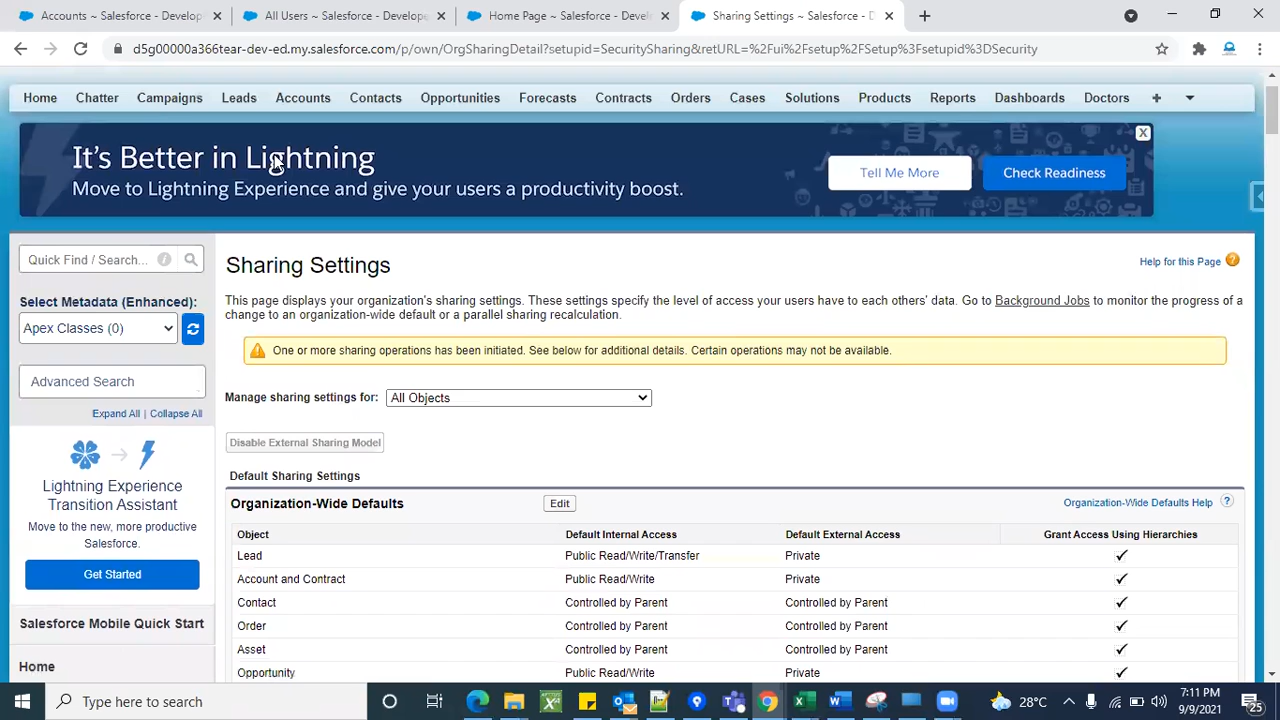 Accounts ~ Salesforce - Develop
All Users ~ Salesforce - Develope
Home Page ~ Salesforce - Devel
Sharing Settings ~ Salesforce - D
d5g00000a366tear-dev-ed.my.salesforce.com/p/own/OrgSharingDetail?setupid=SecuritySharing&retURL=%2Fui%2Fsetup%2FSetup%3Fsetupid%3DSecurity
Home Chatter Campaigns Leads Accounts Contacts Opportunities Forecasts Contracts Orders Cases Solutions Products Reports Dashboards Doctors +
It's Better in Lightning
Move to Lightning Experience and give your users a productivity boost.
Tell Me More
Check Readiness
X
Quick Find / Search...
Select Metadata (Enhanced):
Apex Classes (0)
Advanced Search
Expand All | Collapse All
Lightning Experience
Transition Assistant
Move to the new, more productive
Salesforce.
Get Started
Salesforce Mobile Quick Start
Home
Sharing Settings
Help for this Page ?
This page displays your organization's sharing settings. These settings specify the level of access your users have to each others' data. Go to Background Jobs to monitor the progress of a
change to an organization-wide default or a parallel sharing recalculation.
One or more sharing operations has been initiated. See below for additional details. Certain operations may not be available.
Manage sharing settings for: All Objects
Disable External Sharing Model
Default Sharing Settings
Organization-Wide Defaults Edit Organization-Wide Defaults Help ?
Object Default Internal Access Default External Access Grant Access Using Hierarchies
Lead Public Read/Write/Transfer Private
Account and Contract Public Read/Write Private
Contact Controlled by Parent Controlled by Parent
Order Controlled by Parent Controlled by Parent
Asset Controlled by Parent Controlled by Parent
Opportunity Public Read/Write Private
Type here to search
28°C
7:11 PM
9/9/2021
25